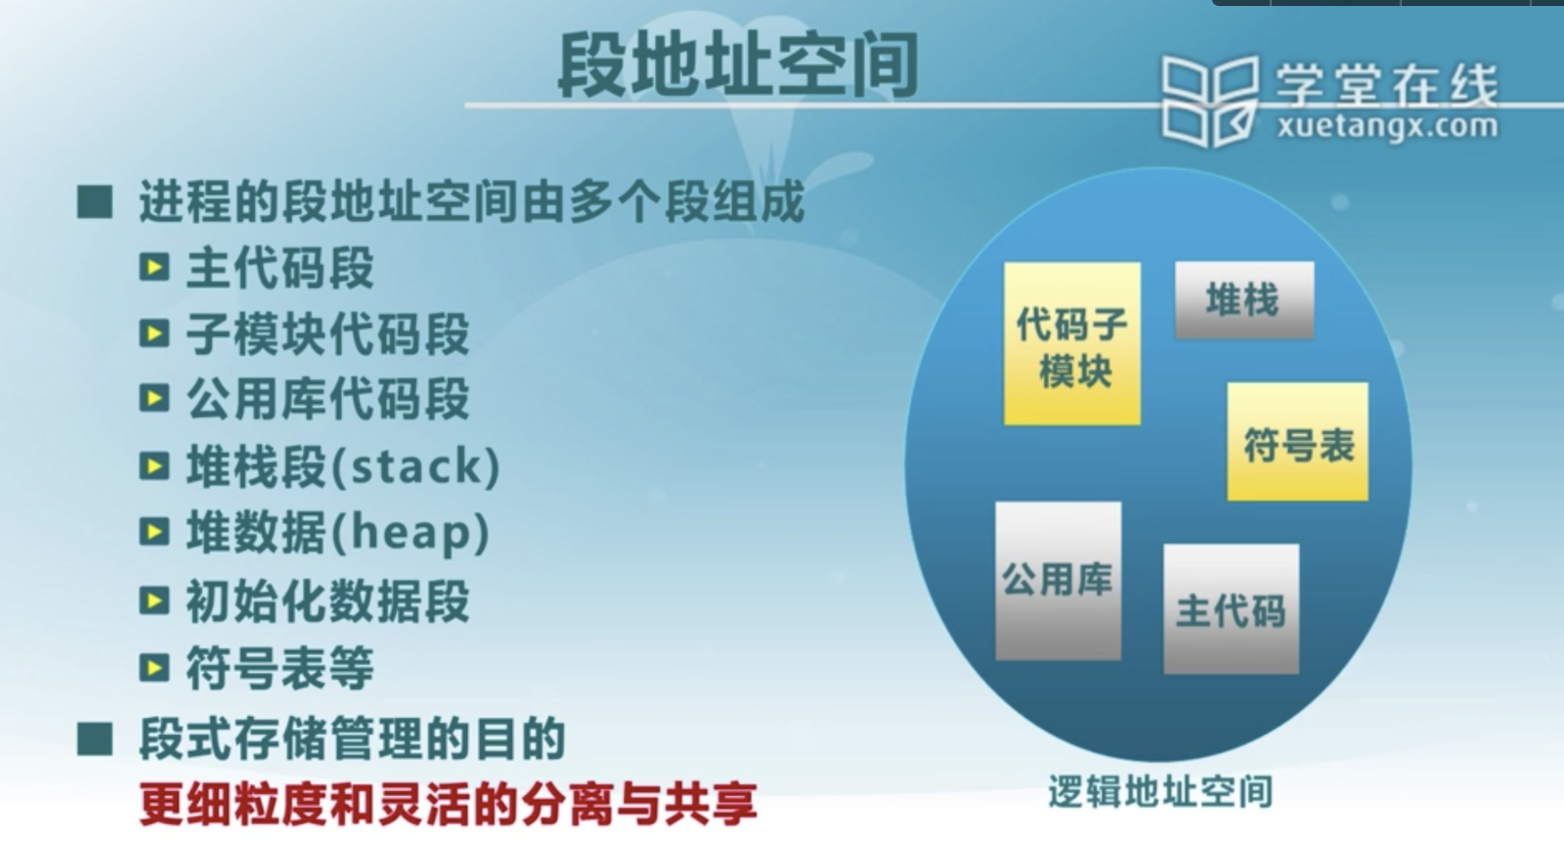 段地址空间
学堂在线
xuetangx.com
进程的段地址空间由多个段组成
主代码段
子模块代码段
公用库代码段
堆栈段(stack)
堆数据(heap)
初始化数据段
符号表等
段式存储管理的目的
更细粒度和灵活的分离与共享
代码子
模块
堆栈
符号表
公用库
主代码
逻辑地址空间